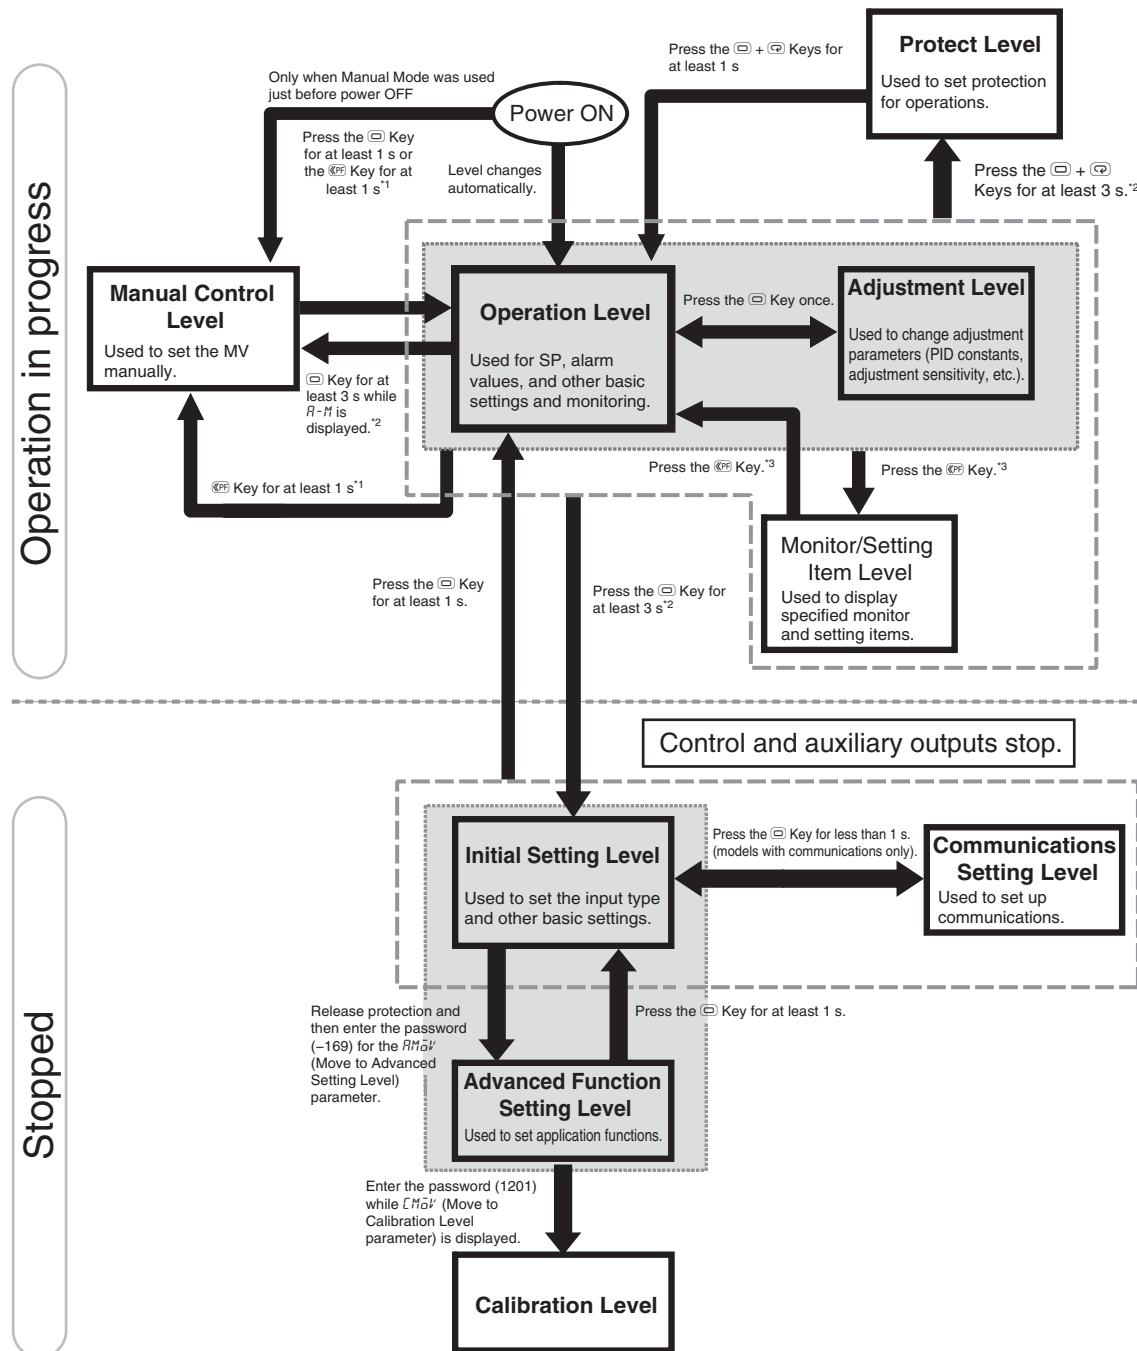 Operation in progress
Only when Manual Mode was used
just before power OFF
Power ON
Press the Key
for at least 1 s or
the PF Key for at
least 1 s*1
Level changes
automatically.
Press the + Keys for
at least 1 s
Protect Level
Used to set protection
for operations.
Press the +
Keys for at least 3 s.*2
Manual Control
Level
Used to set the MV
manually.
Operation Level
Used for SP, alarm
values, and other basic
settings and monitoring.
Press the Key once.
Adjustment Level
Used to change adjustment
parameters (PID constants,
adjustment sensitivity, etc.).
Key for at
least 3 s while
A-M is
displayed.*2
PF Key for at least 1 s*1
Press the PF Key.*3
Press the PF Key.*3
Monitor/Setting
Item Level
Used to display
specified monitor
and setting items.
Press the Key
for at least 1 s.
Press the Key for
at least 3 s*2
Control and auxiliary outputs stop.
Stopped
Initial Setting Level
Used to set the input type
and other basic settings.
Press the Key for less than 1 s.
(models with communications only).
Communications
Setting Level
Used to set up
communications.
Release protection and
then enter the password
(−169) for the AMoV
(Move to Advanced
Setting Level)
parameter.
Press the Key for at least 1 s.
Advanced Function
Setting Level
Used to set application functions.
Enter the password (1201)
while CMoV (Move to
Calibration Level
parameter) is displayed.
Calibration Level